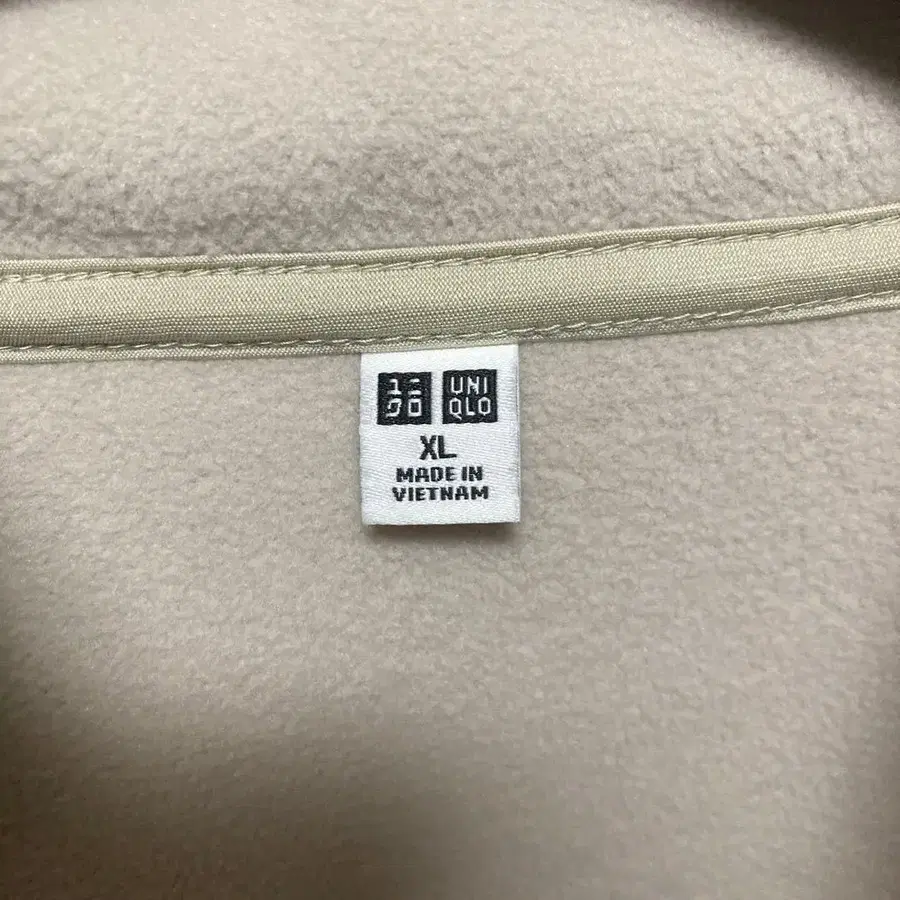 ユニ
クロ
UNI
QLO
XL
MADE IN
VIETNAM